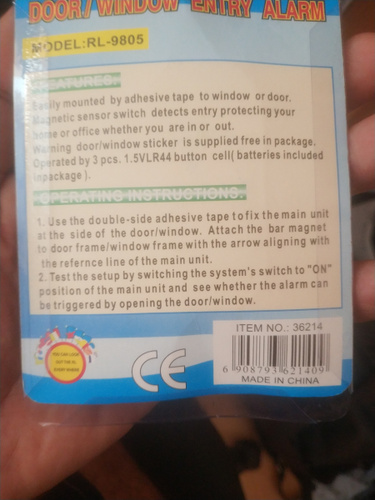 DOOR/WINDOW ENTRY ALARM
MODEL:RL-9805
FEATURES:
Easily mounted by adhesive tape to window or door.
Magnetic sensor switch detects entry protecting your
home or office whether you are in or out.
Warning door/window sticker is supplied free in package.
Operated by 3 pcs. 1.5VLR44 button cell( batteries included
inpackage ).
OPERATING INSTRUCTIONS:
1. Use the double-side adhesive tape to fix the main unit
at the side of the door/window. Attach the bar magnet
to door frame/window frame with the arrow aligning with
the refernce line of the main unit.
2. Test the setup by switching the system's switch to "ON"
position of the main unit and see whether the alarm can
be triggered by opening the door/window.
CE
ITEM NO.: 36214
6 908793 621409
MADE IN CHINA